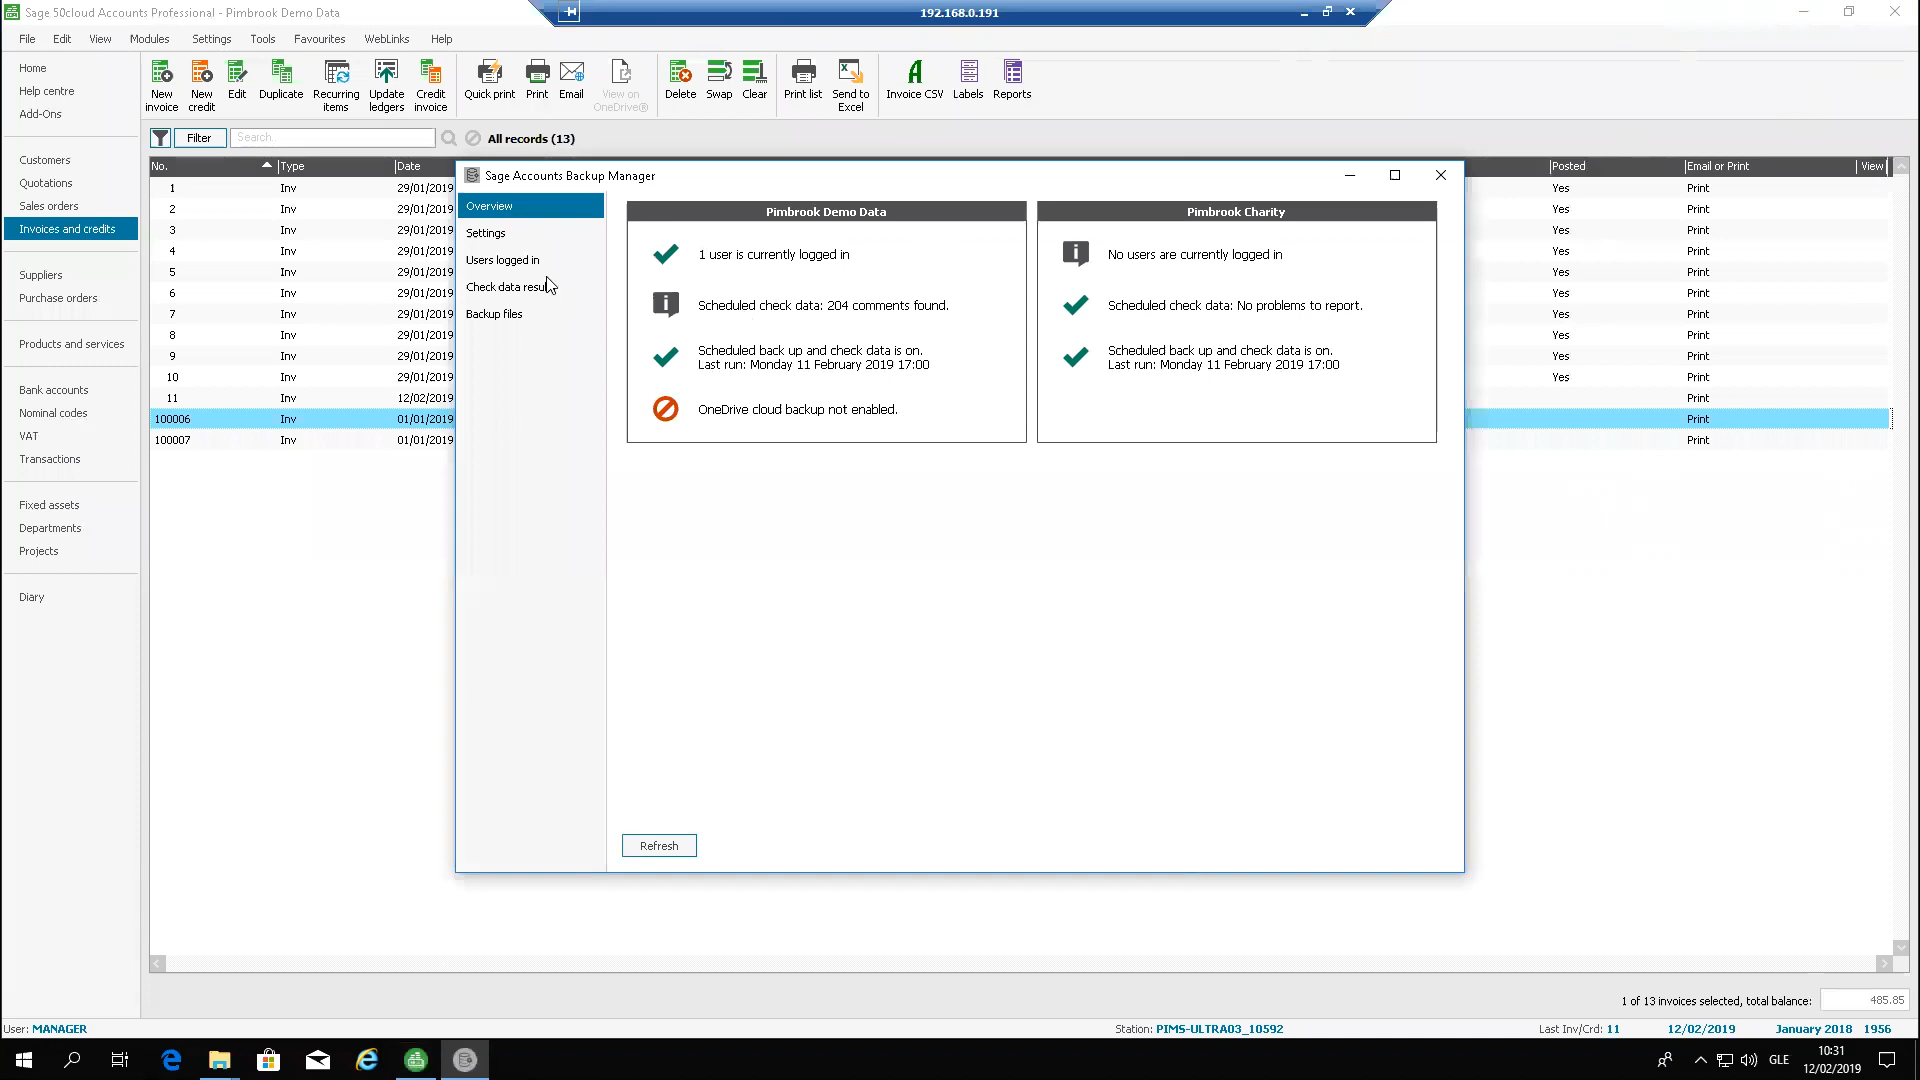 Sage 50cloud Accounts Professional - Pimbrook Demo Data
192.168.0.191
File Edit View Modules Settings Tools Favourites WebLinks Help
Home
Help centre
Add-Ons
Customers
Quotations
Sales orders
Invoices and credits
Suppliers
Purchase orders
Products and services
Bank accounts
Nominal codes
VAT
Transactions
Fixed assets
Departments
Projects
Diary
New invoice
New credit
Edit
Duplicate
Recurring items
Update ledgers
Credit invoice
Quick print
Print
Email
View on OneDrive®
Delete
Swap
Clear
Print list
Send to Excel
Invoice CSV
Labels
Reports
Filter
Search...
All records (13)
No. Type Date Posted Email or Print View
1 Inv 29/01/2019 Yes Print
2 Inv 29/01/2019 Yes Print
3 Inv 29/01/2019 Yes Print
4 Inv 29/01/2019 Yes Print
5 Inv 29/01/2019 Yes Print
6 Inv 29/01/2019 Yes Print
7 Inv 29/01/2019 Yes Print
8 Inv 29/01/2019 Yes Print
9 Inv 29/01/2019 Yes Print
10 Inv 29/01/2019 Yes Print
11 Inv 12/02/2019 Print
100006 Inv 01/01/2019 Print
100007 Inv 01/01/2019 Print
Sage Accounts Backup Manager
Overview
Settings
Users logged in
Check data
Backup files
Pimbrook Demo Data
1 user is currently logged in
Scheduled check data: 204 comments found.
Scheduled back up and check data is on.
Last run: Monday 11 February 2019 17:00
OneDrive cloud backup not enabled.
Pimbrook Charity
No users are currently logged in
Scheduled check data: No problems to report.
Scheduled back up and check data is on.
Last run: Monday 11 February 2019 17:00
Refresh
1 of 13 invoices selected, total balance: 485.85
User: MANAGER
Station: PIMS-ULTRA03_10592
Last Inv/Crd: 11
12/02/2019
January 2018
1956
GLE
10:31
12/02/2019